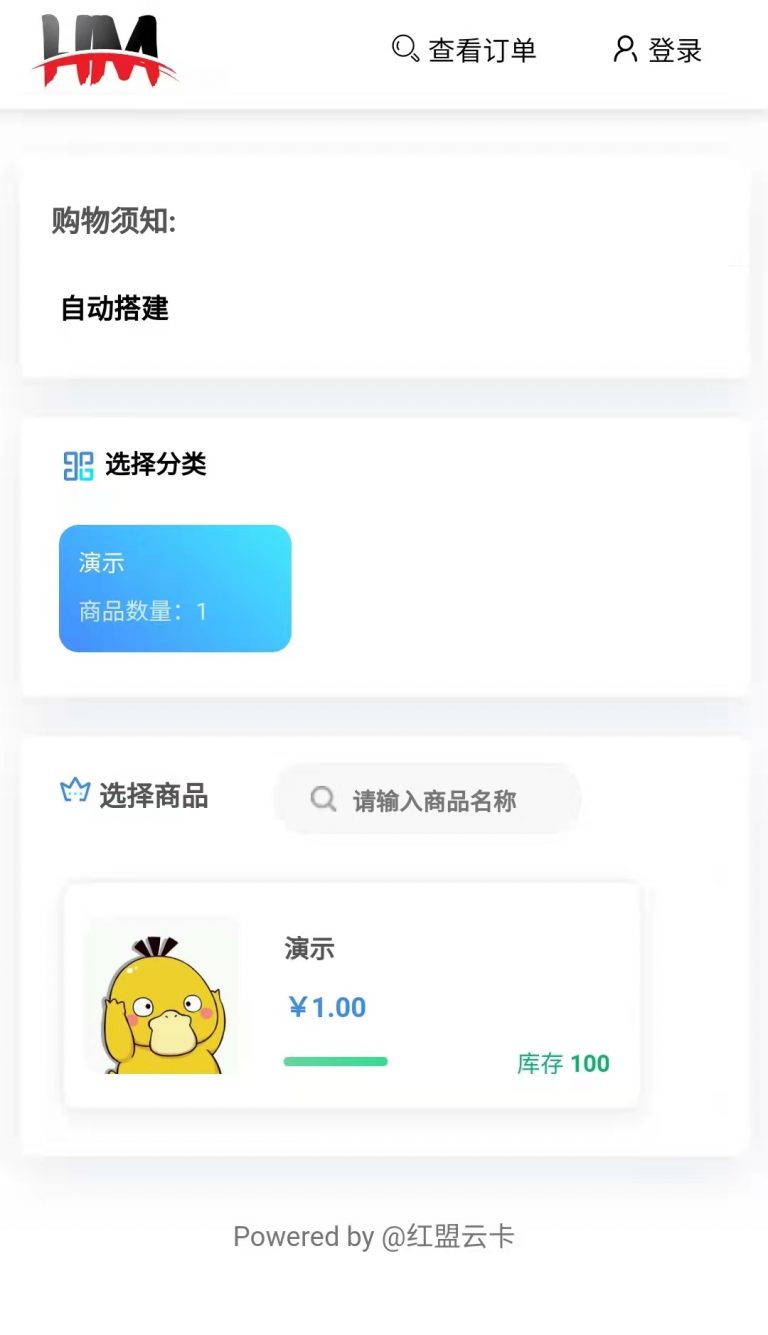 HM
查看订单 登录
购物须知:
自动搭建
选择分类
演示
商品数量：1
选择商品 请输入商品名称
演示
￥1.00
库存 100
Powered by @红盟云卡